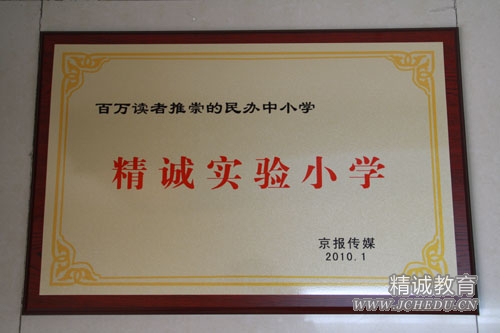 百万读者推崇的民办中小学
精诚实验小学
京报传媒
2010.1
精诚教育
WWW.JCHEDU.CN